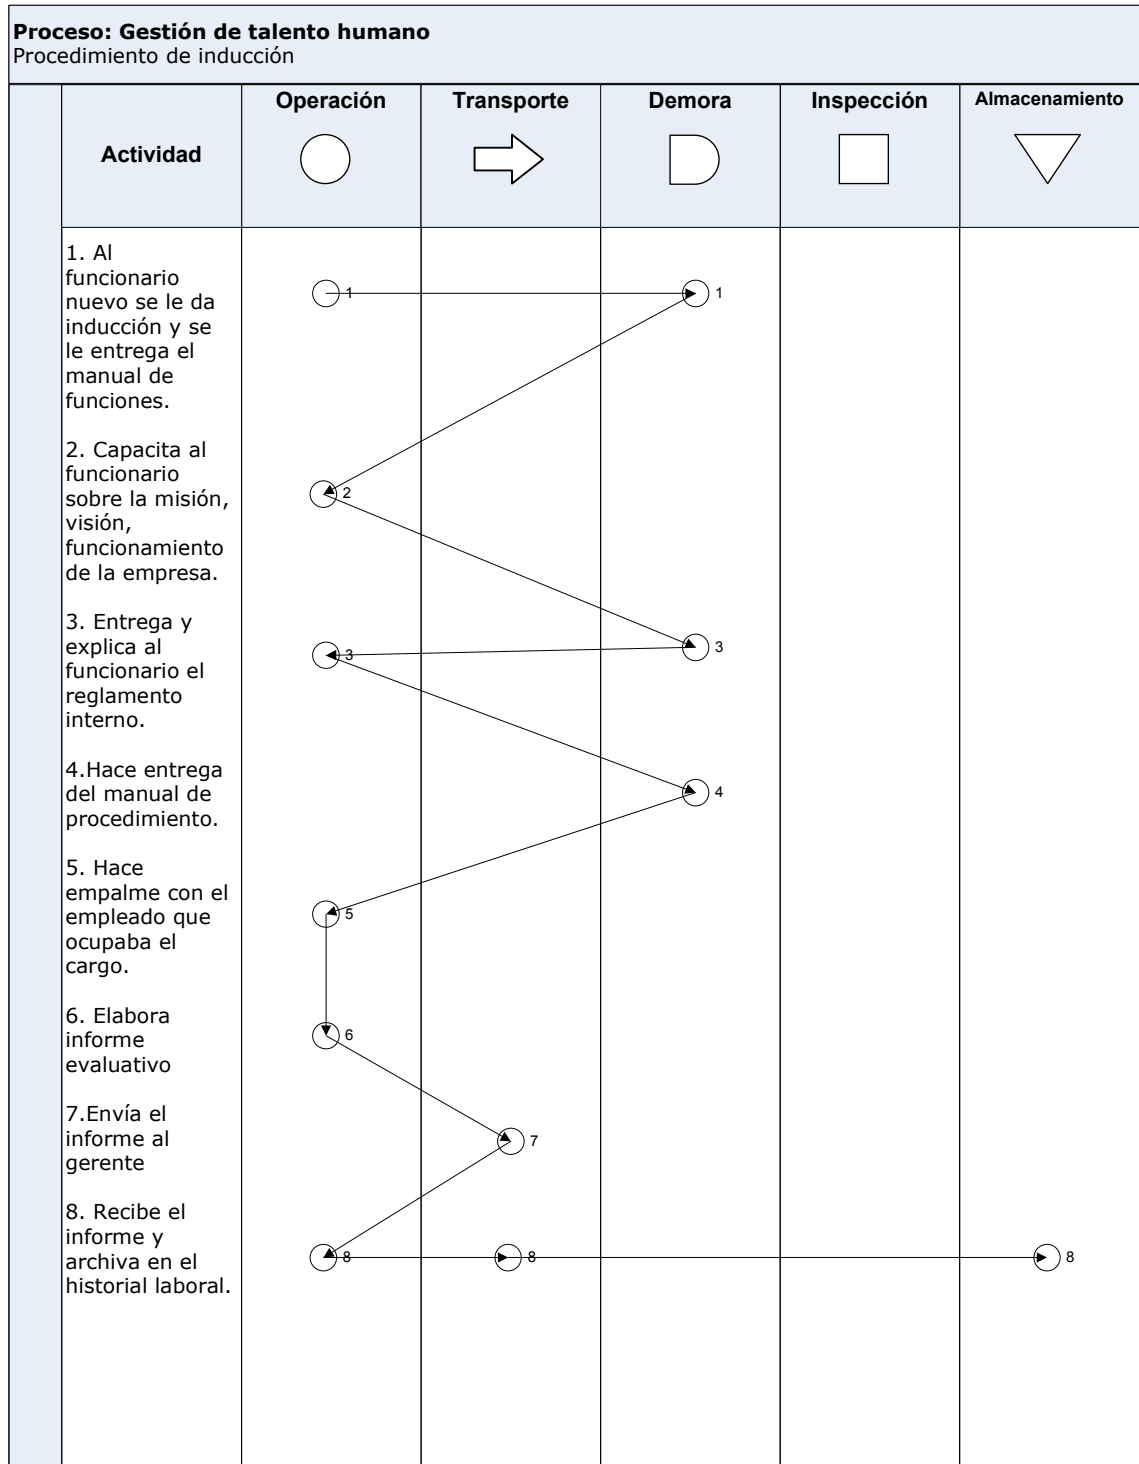 Proceso: Gestión de talento humano
Procedimiento de inducción
Actividad
Operación
Transporte
Demora
Inspección
Almacenamiento
1. Al
funcionario
nuevo se le da
inducción y se
le entrega el
manual de
funciones.
1
1
2. Capacita al
funcionario
sobre la misión,
visión,
funcionamiento
de la empresa.
2
3. Entrega y
explica al
funcionario el
reglamento
interno.
3
3
4.Hace entrega
del manual de
procedimiento.
4
5. Hace
empalme con el
empleado que
ocupaba el
cargo.
5
6. Elabora
informe
evaluativo
6
7.Envía el
informe al
gerente
7
8. Recibe el
informe y
archiva en el
historial laboral.
8
8
8